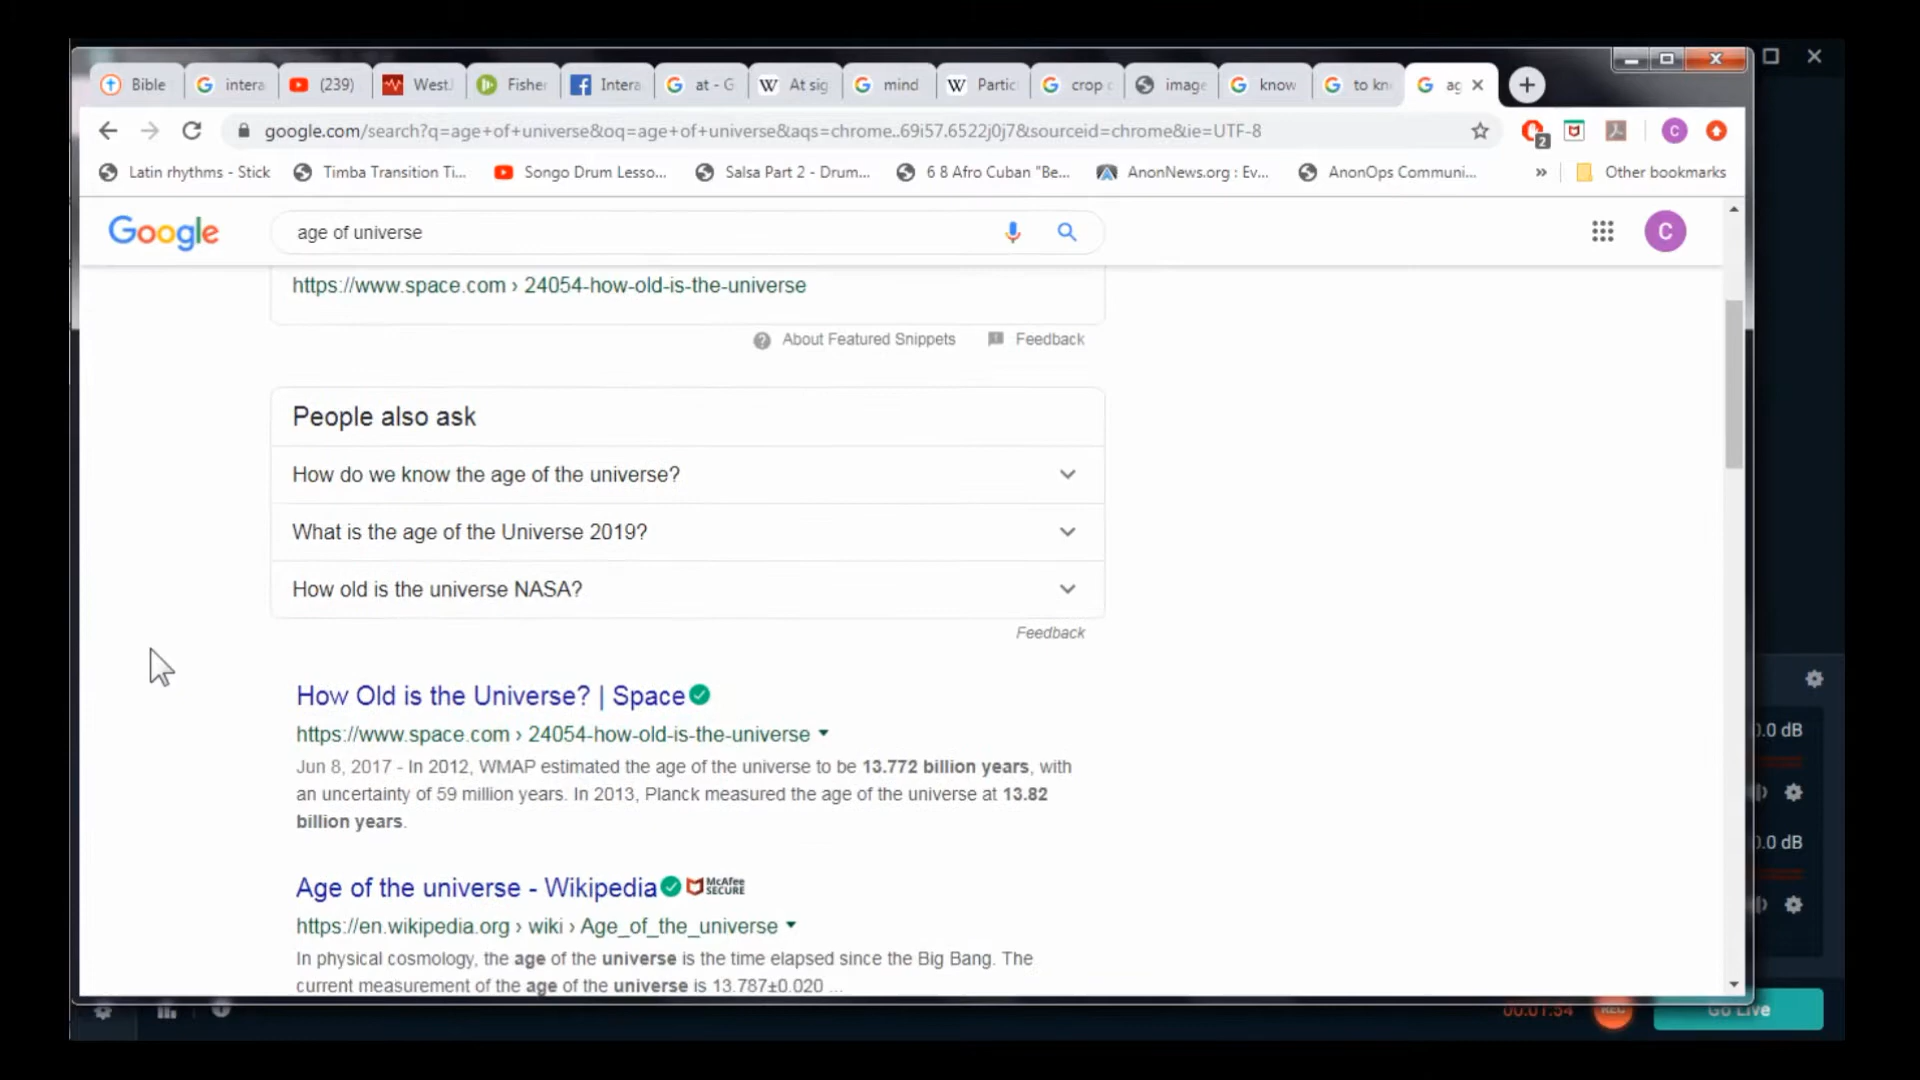 Bible
intera
(239)
WestJ
Fisher
Intera
at - G
At sig
mind
Partic
crop c
image
know
to kn
ag
google.com/search?q=age+of+universe&oq=age+of+universe&aqs=chrome..69i57.6522j0j7&sourceid=chrome&ie=UTF-8
2
C
Latin rhythms - Stick
Timba Transition Ti...
Songo Drum Lesso...
Salsa Part 2 - Drum...
6 8 Afro Cuban "Be...
AnonNews.org : Ev...
AnonOps Communi...
»
Other bookmarks
Google
age of universe
C
https://www.space.com › 24054-how-old-is-the-universe
About Featured Snippets
Feedback
People also ask
How do we know the age of the universe?
What is the age of the Universe 2019?
How old is the universe NASA?
Feedback
How Old is the Universe? | Space
https://www.space.com › 24054-how-old-is-the-universe
Jun 8, 2017 - In 2012, WMAP estimated the age of the universe to be 13.772 billion years, with
an uncertainty of 59 million years. In 2013, Planck measured the age of the universe at 13.82
billion years.
Age of the universe - Wikipedia
McAfee
SECURE
https://en.wikipedia.org › wiki › Age_of_the_universe
In physical cosmology, the age of the universe is the time elapsed since the Big Bang. The
current measurement of the age of the universe is 13.787±0.020 ...
0.0 dB
0.0 dB
00:01:54
REC
Go Live